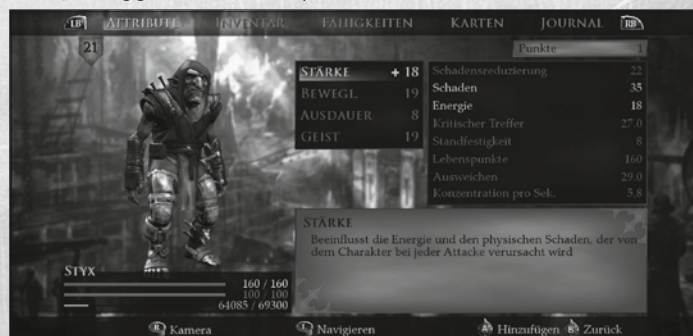 LB ATTRIBUTE INVENTAR FÄHIGKEITEN KARTEN JOURNAL RB
21
Punkte 1
STÄRKE + 18
BEWEGL. 19
AUSDAUER 8
GEIST 19
Schadensreduzierung 22
Schaden 35
Energie 18
Kritischer Treffer 27.0
Standfestigkeit 8
Lebenspunkte 160
Ausweichen 29.0
Konzentration pro Sek. 5.8
STÄRKE
Beeinflusst die Energie und den physischen Schaden, der von
dem Charakter bei jeder Attacke verursacht wird
STYX
160 / 160
100 / 100
64085 / 69300
R Kamera L Navigieren A Hinzufügen B Zurück